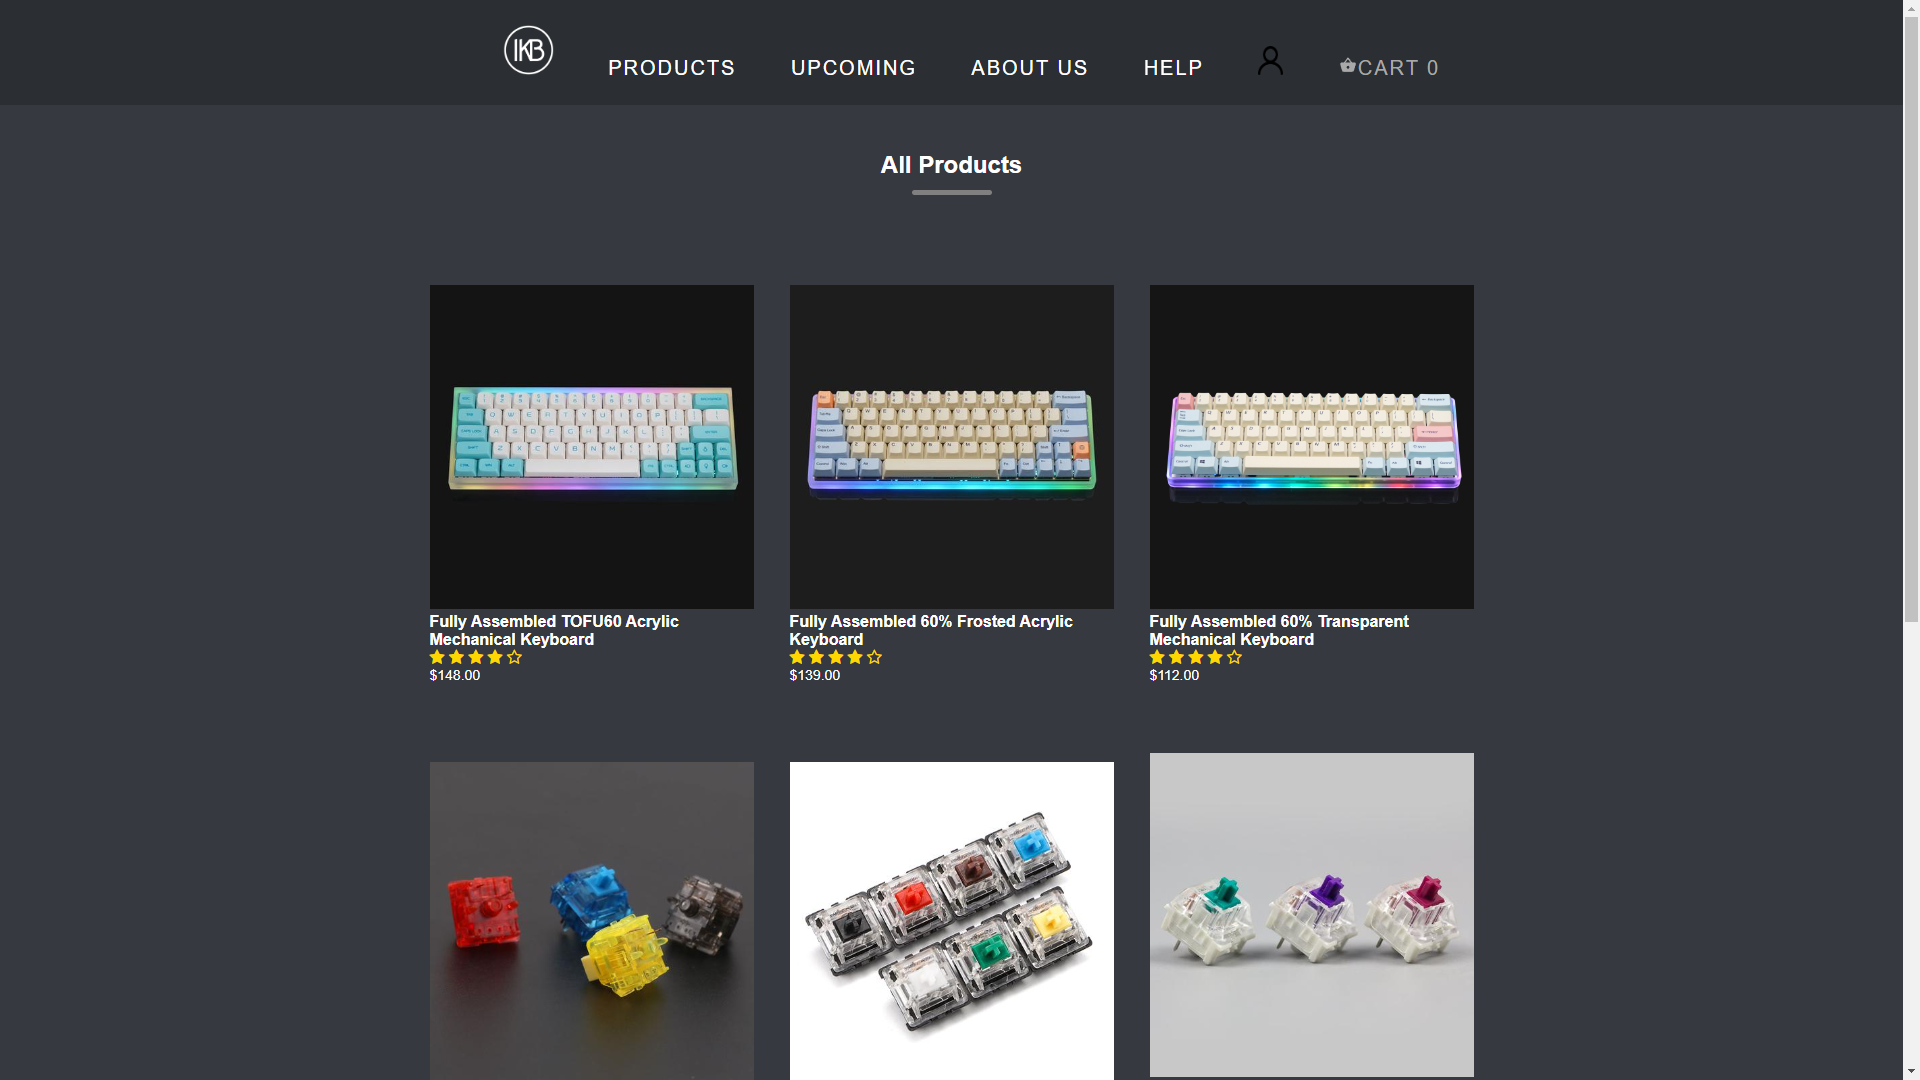 IKB
PRODUCTS
UPCOMING
ABOUT US
HELP
CART 0
All Products
Fully Assembled TOFU60 Acrylic
Mechanical Keyboard
$148.00
Fully Assembled 60% Frosted Acrylic
Keyboard
$139.00
Fully Assembled 60% Transparent
Mechanical Keyboard
$112.00